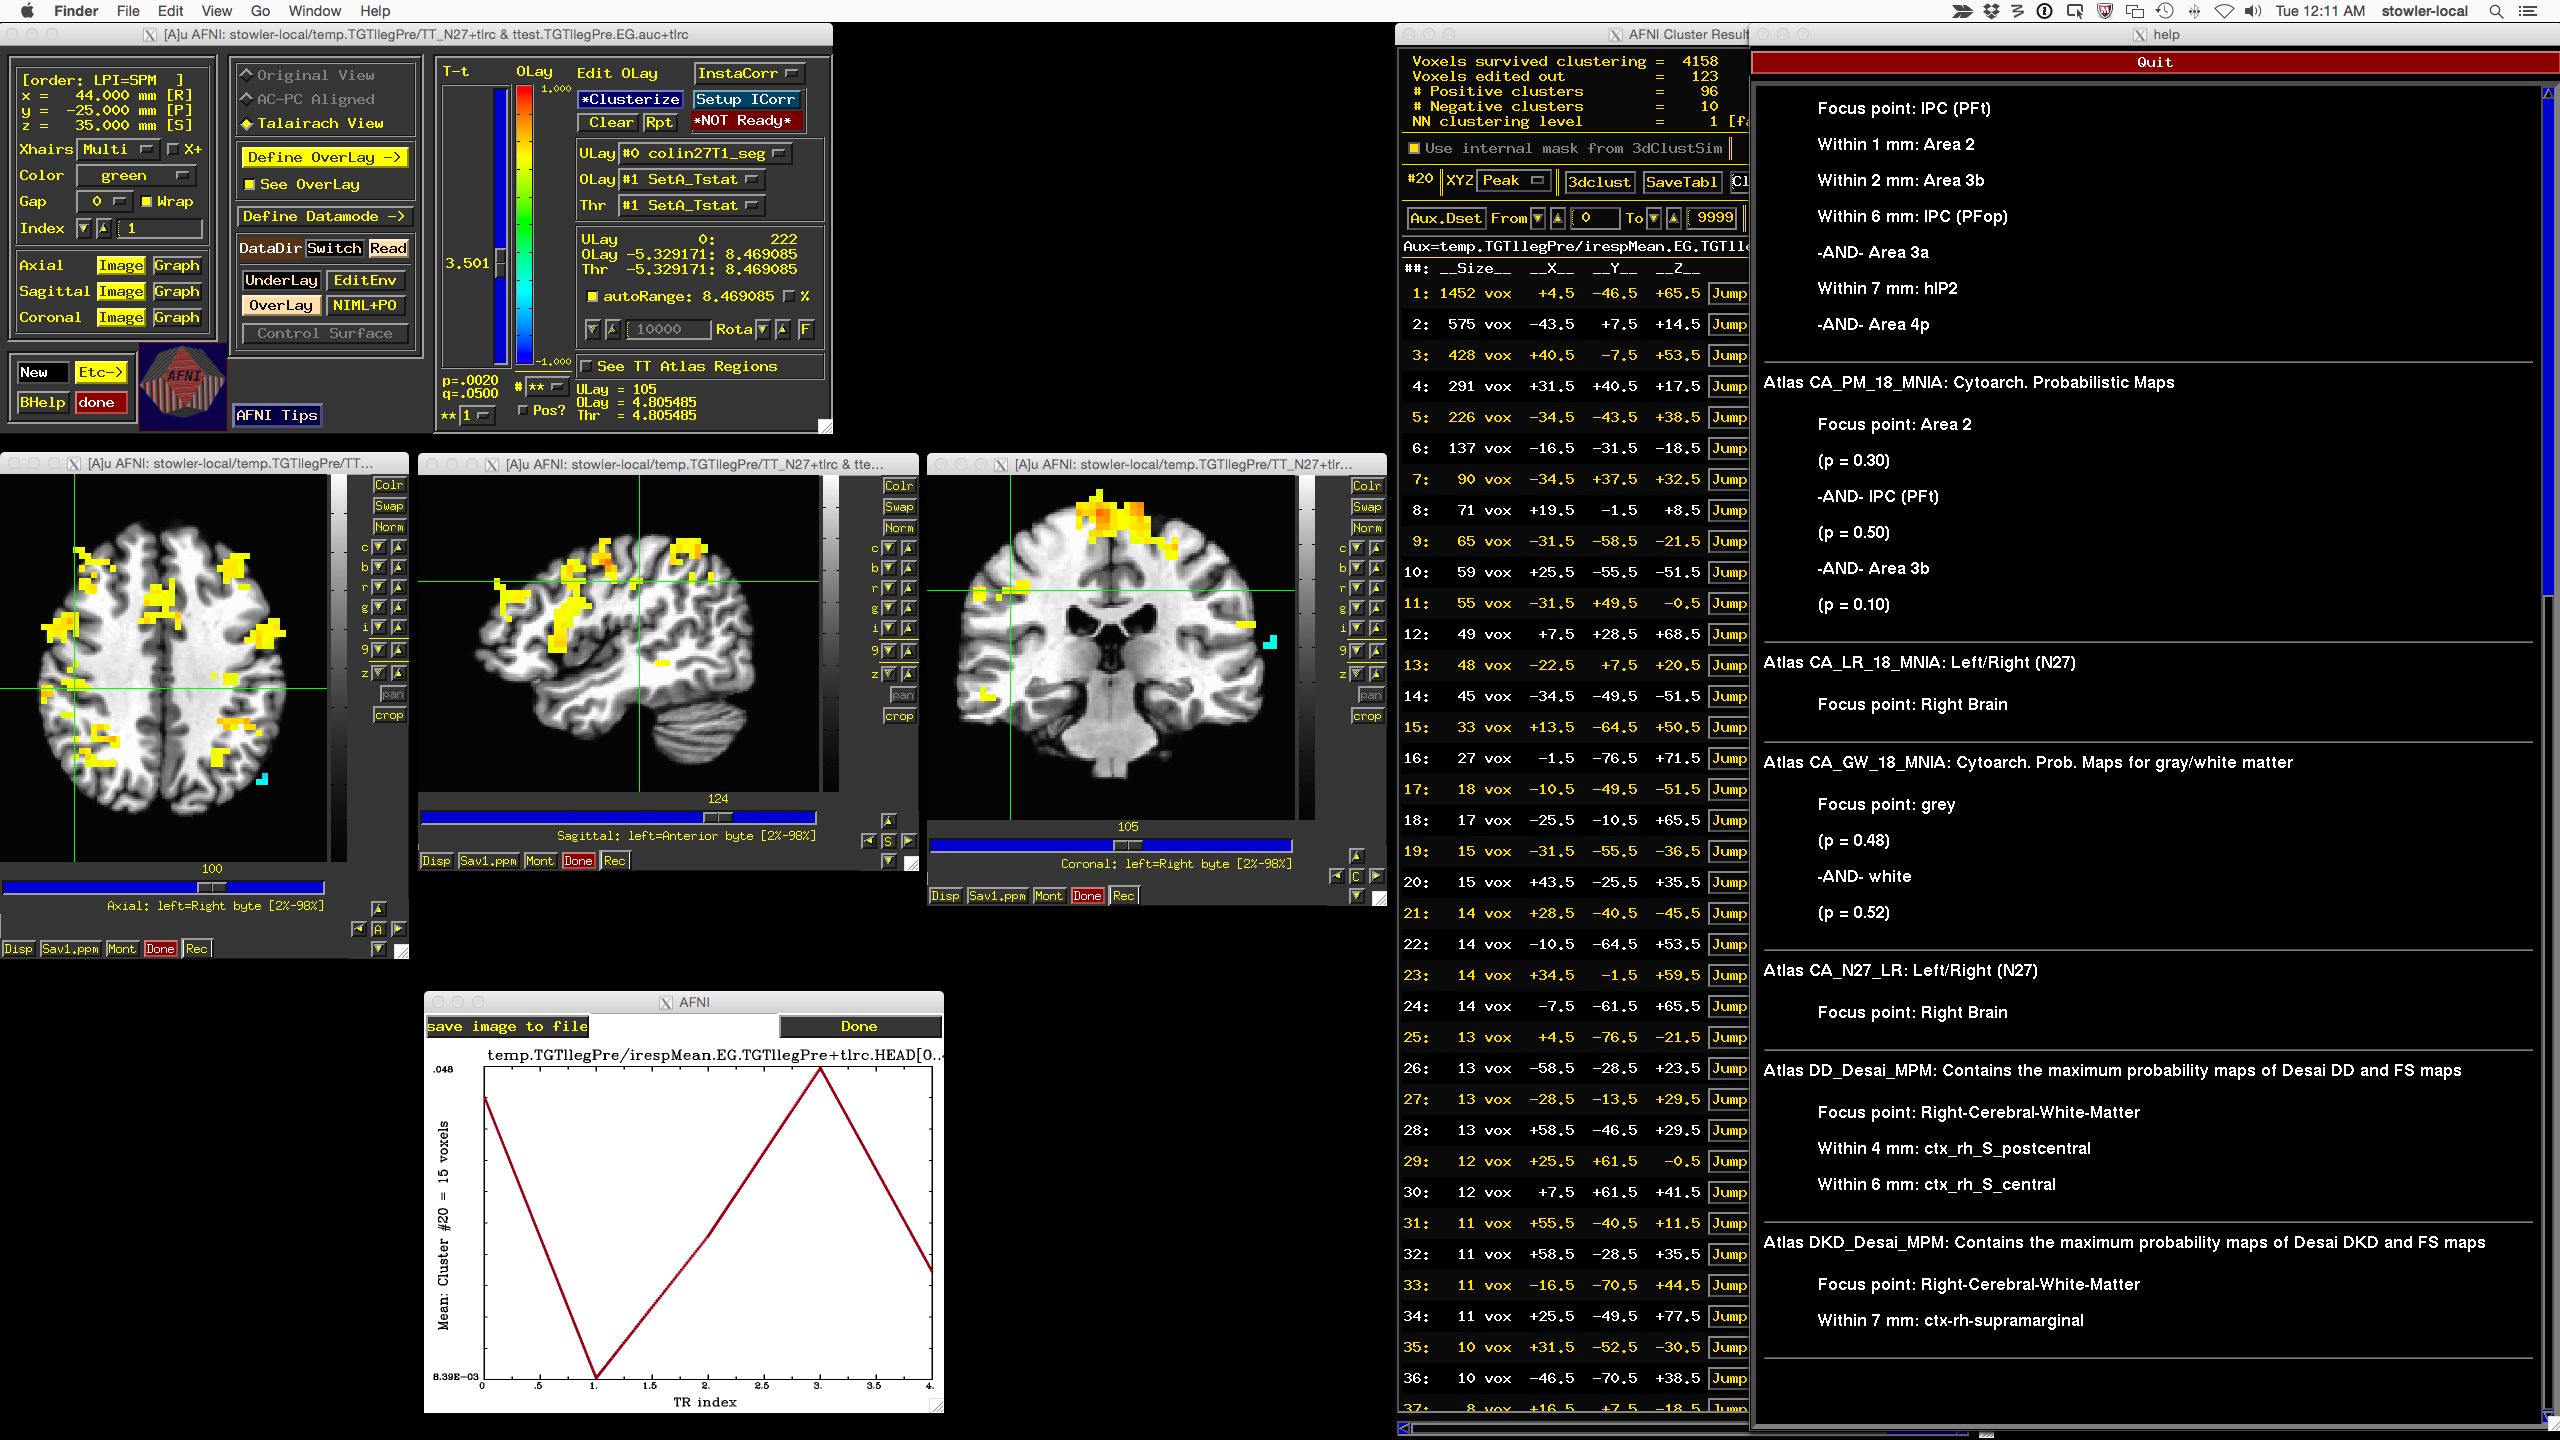 Finder File Edit View Go Window Help
Tue 12:11 AM stowler-local
[A]u AFNI: stowler-local/temp.TGTllegPre/TT_N27+tlrc & ttest.TGTllegPre.EG.auc+tlrc
[order: LPI=SPM ]
x = 44.000 mm [R]
y = -25.000 mm [P]
z = 35.000 mm [S]
Xhairs Multi X+
Color green
Gap 0 Wrap
Index 1
Axial Image Graph
Sagittal Image Graph
Coronal Image Graph
New Etc->
BHelp done
AFNI
Original View
AC-PC Aligned
Talairach View
Define OverLay ->
See OverLay
Define Datamode ->
DataDir Switch Read
UnderLay EditEnv
OverLay NIML+PO
Control Surface
AFNI Tips
T-t
3.501
p=.0020
q=.0500
** 1
OLay
1.000
-1.000
# **
Pos?
Edit OLay InstaCorr
*Clusterize Setup ICorr
Clear Rpt *NOT Ready*
ULay #0 colin27T1_seg
OLay #1 SetA_Tstat
Thr #1 SetA_Tstat
ULay 0: 222
OLay -5.329171: 8.469085
Thr -5.329171: 8.469085
autoRange: 8.469085 %
10000 Rota F
See TT Atlas Regions
ULay = 105
OLay = 4.805485
Thr = 4.805485
[A]u AFNI: stowler-local/temp.TGTllegPre/TT...
Colr
Swap
Norm
c
b
r
g
i
9
z
pan
crop
100
Axial: left=Right byte [2%-98%]
A
Disp Sav1.ppm Mont Done Rec
[A]u AFNI: stowler-local/temp.TGTllegPre/TT_N27+tlrc & tte...
Colr
Swap
Norm
c
b
r
g
i
9
z
pan
crop
124
Sagittal: left=Anterior byte [2%-98%]
S
Disp Sav1.ppm Mont Done Rec
[A]u AFNI: stowler-local/temp.TGTllegPre/TT_N27+tlr...
Colr
Swap
Norm
c
b
r
g
i
9
z
pan
crop
105
Coronal: left=Right byte [2%-98%]
C
Disp Sav1.ppm Mont Done Rec
AFNI
save image to file Done
temp.TGTllegPre/irespMean.EG.TGTllegPre+tlrc.HEAD[0..
.048
Mean: Cluster #20 = 15 voxels
8.39E-03
0 .5 1. 1.5 2. 2.5 3. 3.5 4.
TR index
AFNI Cluster Result
Voxels survived clustering = 4158
Voxels edited out = 123
# Positive clusters = 96
# Negative clusters = 10
NN clustering level = 1 [fa
Use internal mask from 3dClustSim
#20 XYZ Peak 3dclust SaveTabl Cl
Aux.Dset From 0 To 9999
Aux=temp.TGTllegPre/irespMean.EG.TGTlle
##: __Size__ __X__ __Y__ __Z__
1: 1452 vox +4.5 -46.5 +65.5 Jump
2: 575 vox -43.5 +7.5 +14.5 Jump
3: 428 vox +40.5 -7.5 +53.5 Jump
4: 291 vox +31.5 +40.5 +17.5 Jump
5: 226 vox -34.5 -43.5 +38.5 Jump
6: 137 vox -16.5 -31.5 -18.5 Jump
7: 90 vox -34.5 +37.5 +32.5 Jump
8: 71 vox +19.5 -1.5 +8.5 Jump
9: 65 vox -31.5 -58.5 -21.5 Jump
10: 59 vox +25.5 -55.5 -51.5 Jump
11: 55 vox -31.5 +49.5 -0.5 Jump
12: 49 vox +7.5 +28.5 +68.5 Jump
13: 48 vox -22.5 +7.5 +20.5 Jump
14: 45 vox -34.5 -49.5 -51.5 Jump
15: 33 vox +13.5 -64.5 +50.5 Jump
16: 27 vox -1.5 -76.5 +71.5 Jump
17: 18 vox -10.5 -49.5 -51.5 Jump
18: 17 vox -25.5 -10.5 +65.5 Jump
19: 15 vox -31.5 -55.5 -36.5 Jump
20: 15 vox +43.5 -25.5 +35.5 Jump
21: 14 vox +28.5 -40.5 -45.5 Jump
22: 14 vox -10.5 -64.5 +53.5 Jump
23: 14 vox +34.5 -1.5 +59.5 Jump
24: 14 vox -7.5 -61.5 +65.5 Jump
25: 13 vox +4.5 -76.5 -21.5 Jump
26: 13 vox -58.5 -28.5 +23.5 Jump
27: 13 vox -28.5 -13.5 +29.5 Jump
28: 13 vox +58.5 -46.5 +29.5 Jump
29: 12 vox +25.5 +61.5 -0.5 Jump
30: 12 vox +7.5 +61.5 +41.5 Jump
31: 11 vox +55.5 -40.5 +11.5 Jump
32: 11 vox +58.5 -28.5 +35.5 Jump
33: 11 vox -16.5 -70.5 +44.5 Jump
34: 11 vox +25.5 -49.5 +77.5 Jump
35: 10 vox +31.5 -52.5 -30.5 Jump
36: 10 vox -46.5 -70.5 +38.5 Jump
37: 8 vox +16.5 +7.5 -18.5 Jump
help
Quit
Focus point: IPC (PFt)
Within 1 mm: Area 2
Within 2 mm: Area 3b
Within 6 mm: IPC (PFop)
-AND- Area 3a
Within 7 mm: hIP2
-AND- Area 4p
Atlas CA_PM_18_MNIA: Cytoarch. Probabilistic Maps
Focus point: Area 2
(p = 0.30)
-AND- IPC (PFt)
(p = 0.50)
-AND- Area 3b
(p = 0.10)
Atlas CA_LR_18_MNIA: Left/Right (N27)
Focus point: Right Brain
Atlas CA_GW_18_MNIA: Cytoarch. Prob. Maps for gray/white matter
Focus point: grey
(p = 0.48)
-AND- white
(p = 0.52)
Atlas CA_N27_LR: Left/Right (N27)
Focus point: Right Brain
Atlas DD_Desai_MPM: Contains the maximum probability maps of Desai DD and FS maps
Focus point: Right-Cerebral-White-Matter
Within 4 mm: ctx_rh_S_postcentral
Within 6 mm: ctx_rh_S_central
Atlas DKD_Desai_MPM: Contains the maximum probability maps of Desai DKD and FS maps
Focus point: Right-Cerebral-White-Matter
Within 7 mm: ctx-rh-supramarginal